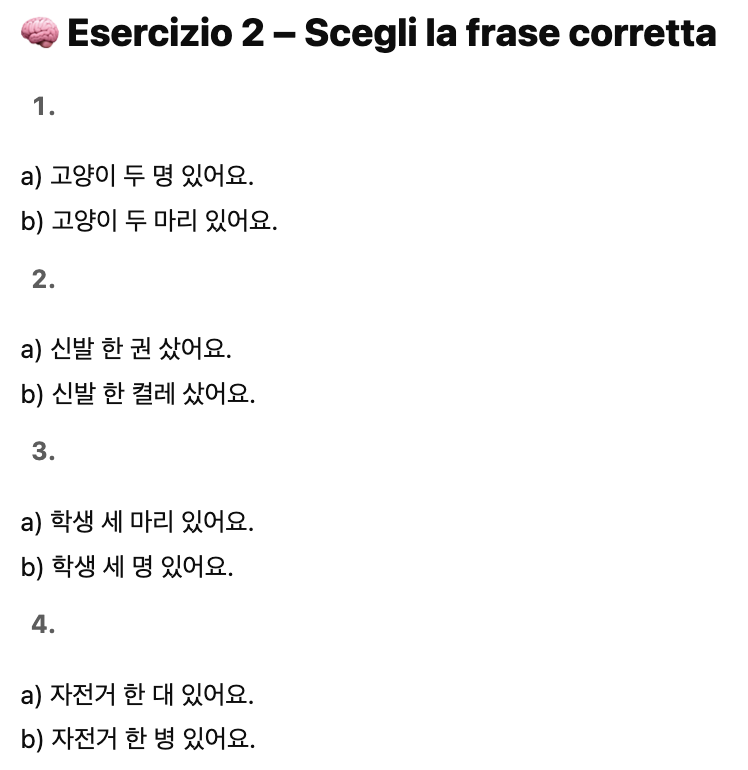 🧠 Esercizio 2 – Scegli la frase corretta
1.
a) 고양이 두 명 있어요.
b) 고양이 두 마리 있어요.
2.
a) 신발 한 권 샀어요.
b) 신발 한 켤레 샀어요.
3.
a) 학생 세 마리 있어요.
b) 학생 세 명 있어요.
4.
a) 자전거 한 대 있어요.
b) 자전거 한 병 있어요.